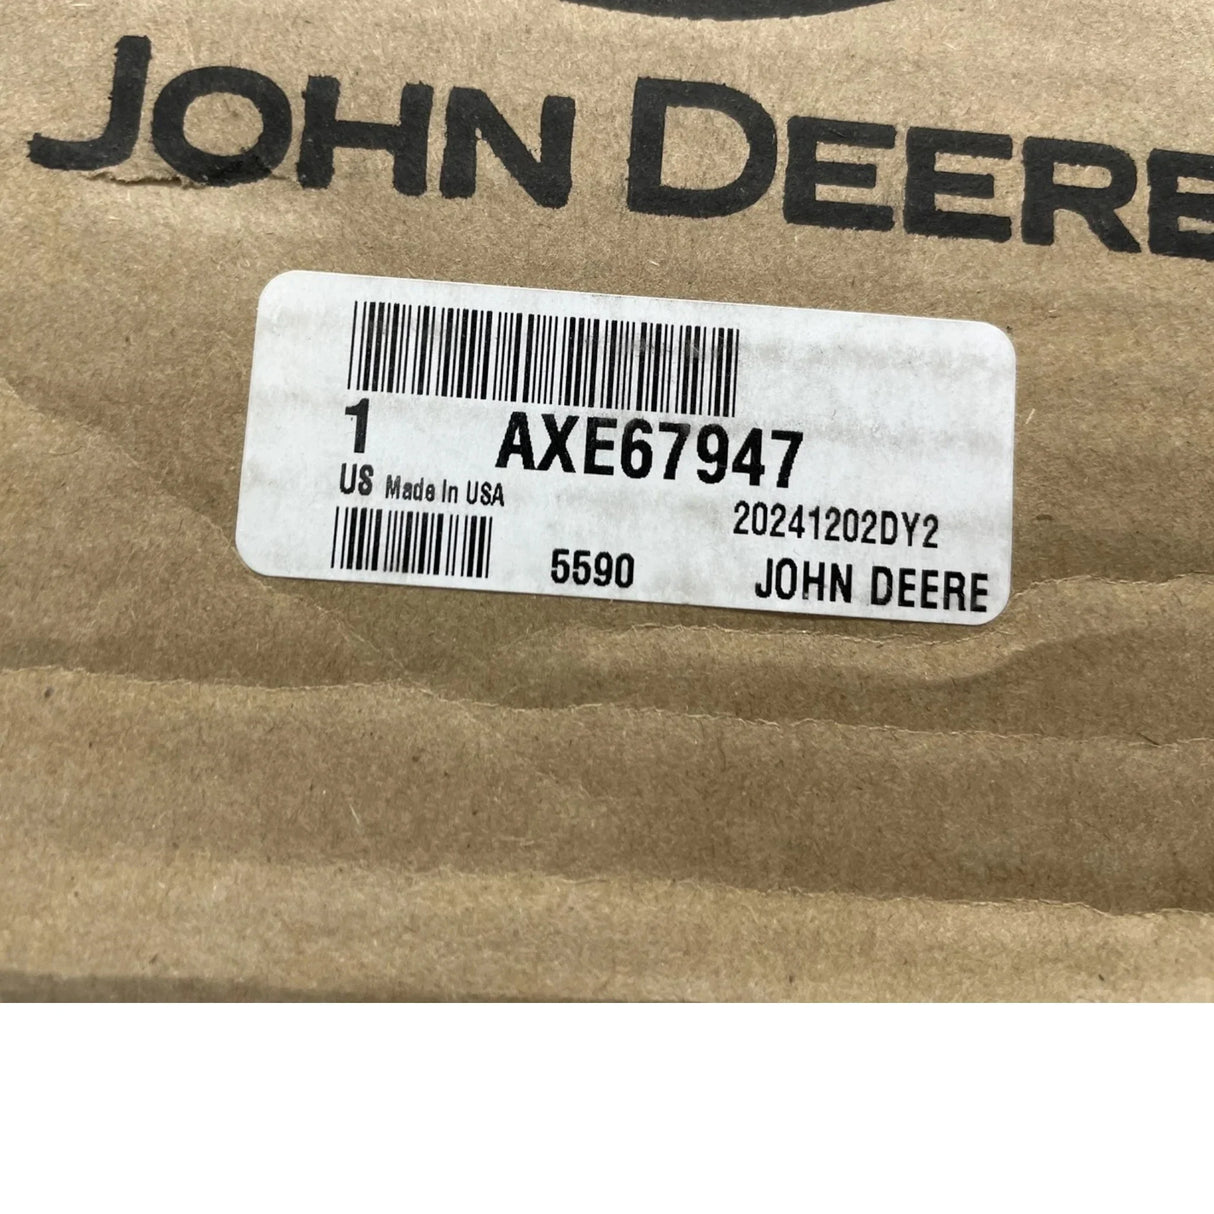 JOHN DEERE
1 AXE67947
US Made In USA
20241202DY2
5590 JOHN DEERE